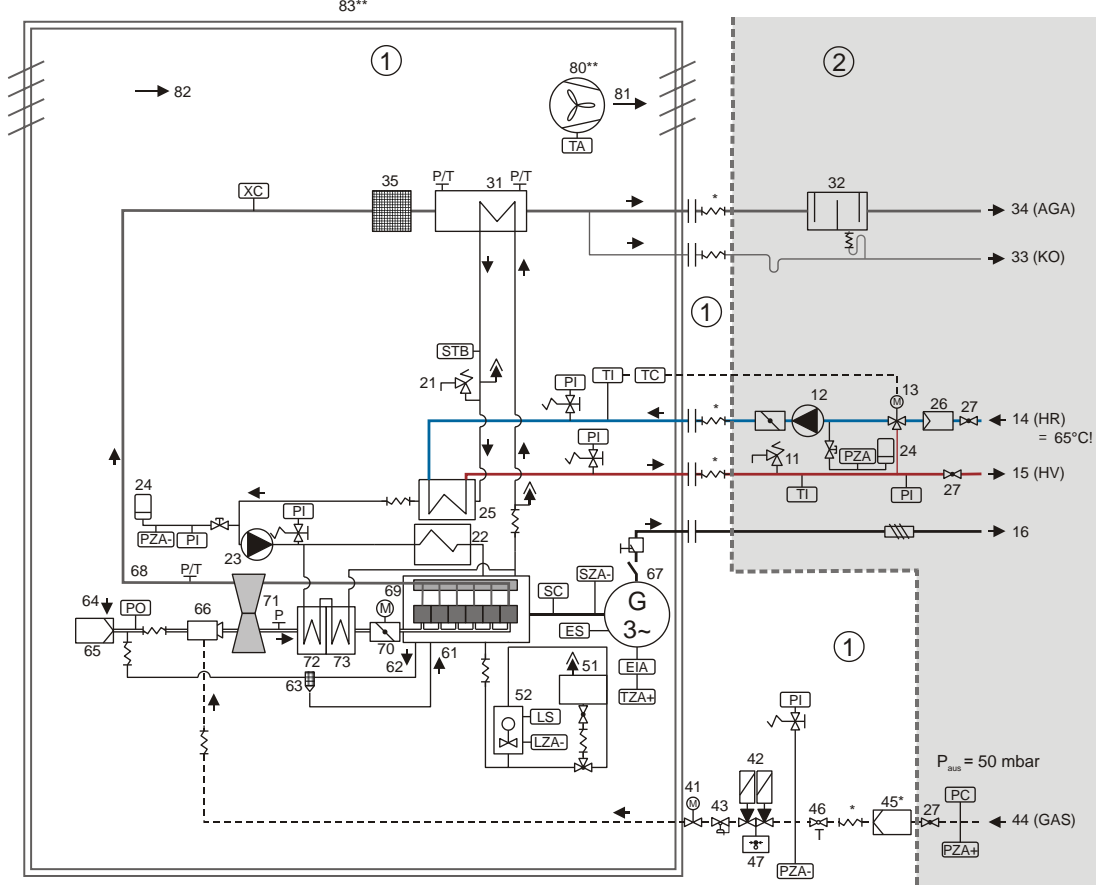 83**
1
2
80**
82
81
TA
XC
35
P/T
31
P/T
*
32
34 (AGA)
33 (KO)
1
STB
21
PI
TI
TC
13
M
12
26
27
14 (HR)
= 65°C!
*
PI
11
PZA
24
*
TI
PI
27
15 (HV)
24
PI
25
PZA-
PI
23
22
16
68
P/T
67
64
PO
66
71
P
69
SC
SZA-
G
3~
M
ES
65
72
73
70
62
61
1
63
51
EIA
52
TZA+
LS
LZA-
PI
P aus = 50 mbar
41
M
43
42
46
T
*
45*
27
PC
44 (GAS)
47
PZA-
PZA+